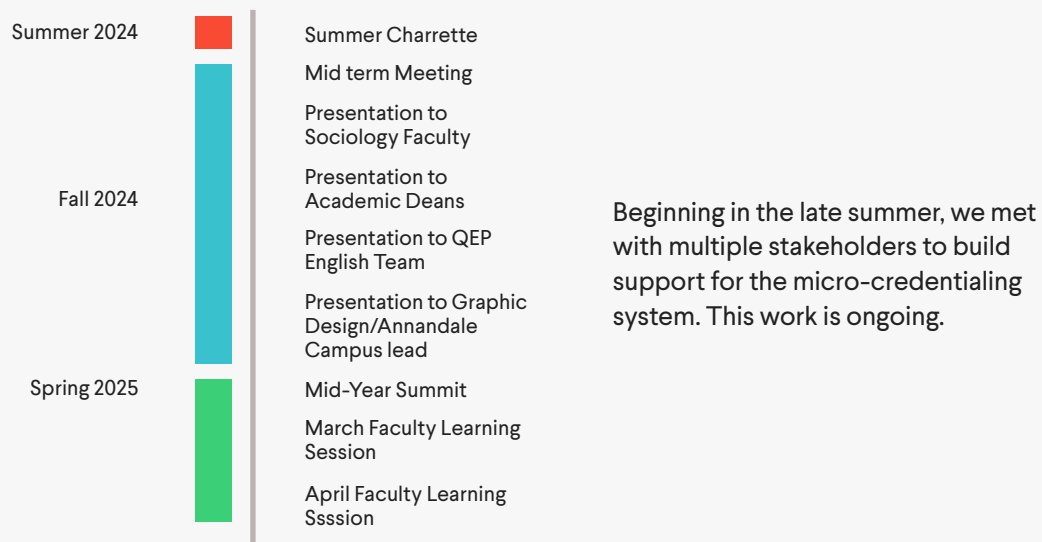 Summer 2024
Summer Charrette
Fall 2024
Mid term Meeting
Presentation to
Sociology Faculty
Presentation to
Academic Deans
Presentation to QEP
English Team
Presentation to Graphic
Design/Annandale
Campus lead
Spring 2025
Mid-Year Summit
March Faculty Learning
Session
April Faculty Learning
Ssssion
Beginning in the late summer, we met
with multiple stakeholders to build
support for the micro-credentialing
system. This work is ongoing.